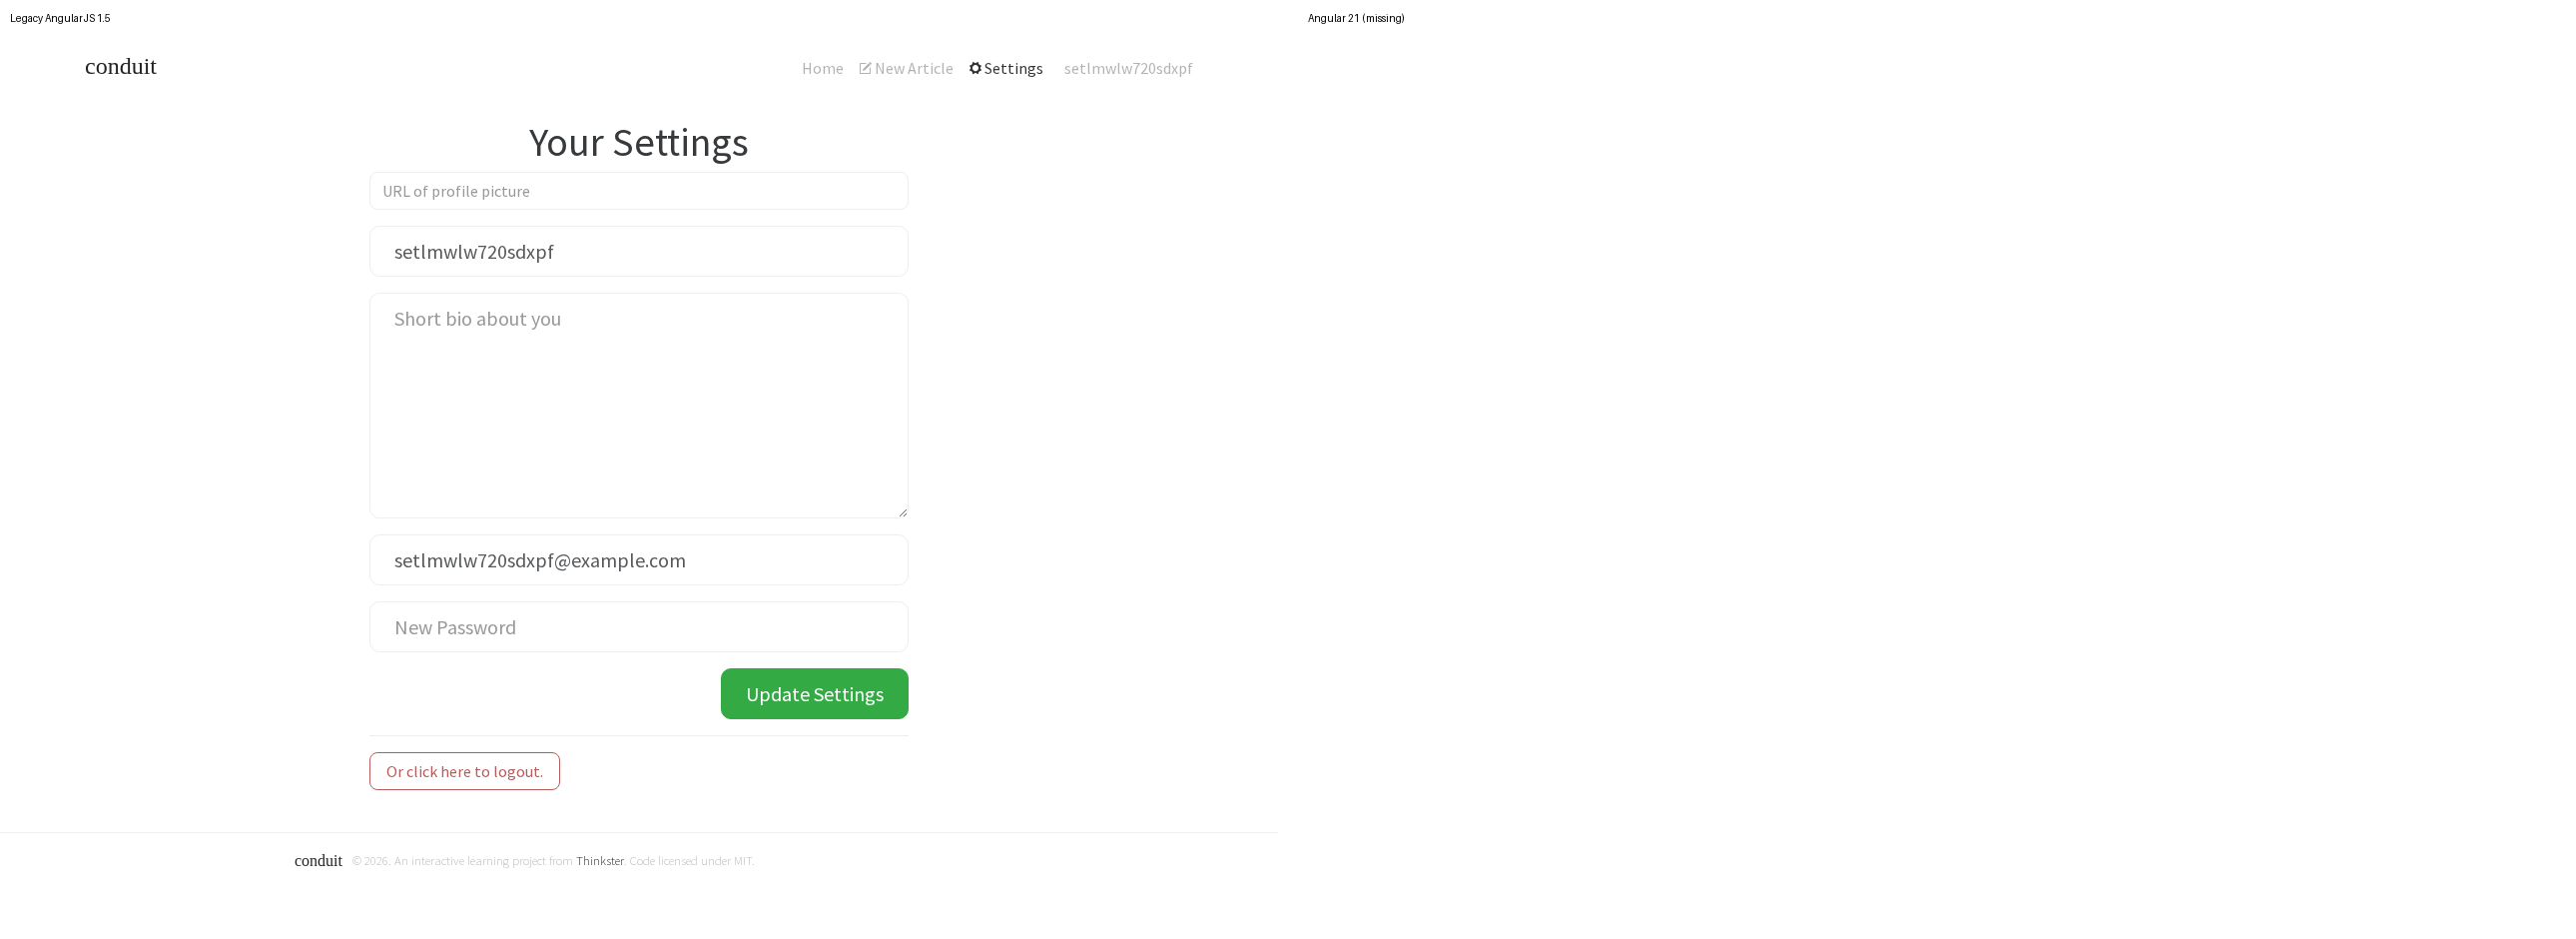 Legacy AngularJS 1.5
Angular 21 (missing)
conduit
Home New Article Settings setlmwlw720sdxpf
Your Settings
URL of profile picture
setlmwlw720sdxpf
Short bio about you
setlmwlw720sdxpf@example.com
New Password
Update Settings
Or click here to logout.
conduit © 2026. An interactive learning project from Thinkster. Code licensed under MIT.